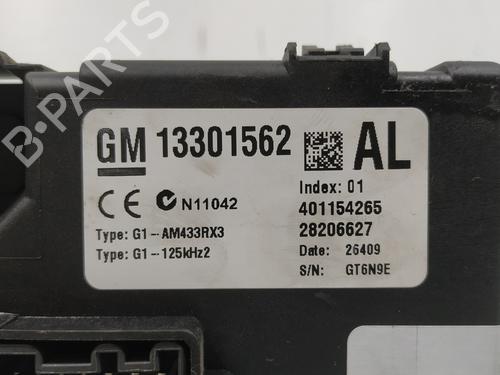 GM 13301562 AL
CE N11042
Index: 01
401154265
Type: G1-AM433RX3
28206627
Type: G1-125kHz2
Date: 26409
S/N: GT6N9E
B-PARTS